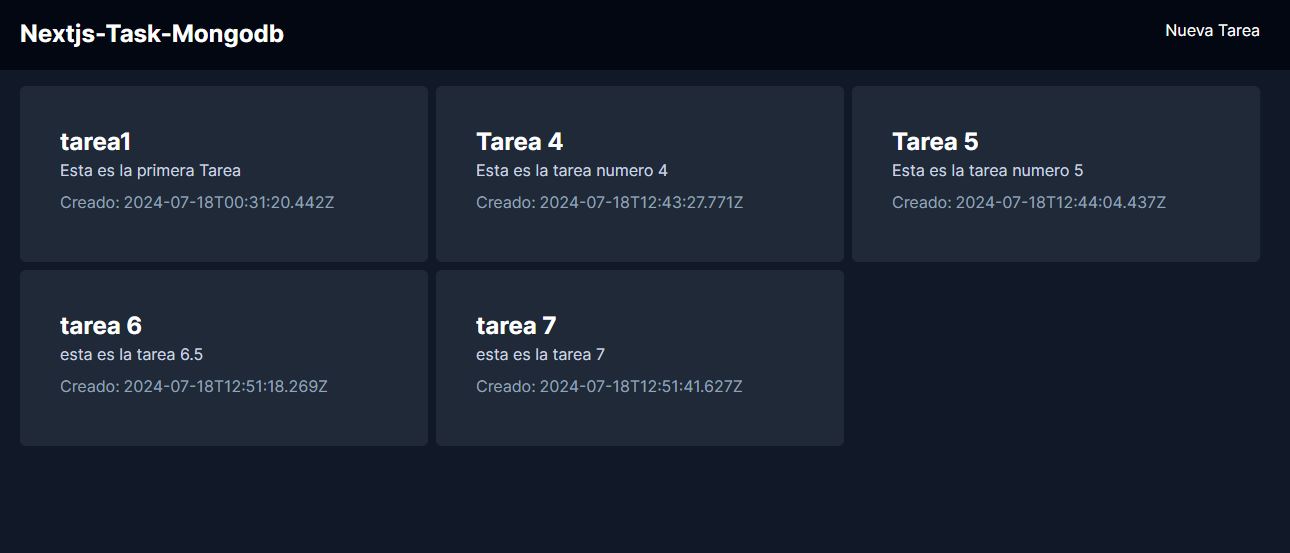 Nextjs-Task-Mongodb
Nueva Tarea
tarea1
Esta es la primera Tarea
Creado: 2024-07-18T00:31:20.442Z
Tarea 4
Esta es la tarea numero 4
Creado: 2024-07-18T12:43:27.771Z
Tarea 5
Esta es la tarea numero 5
Creado: 2024-07-18T12:44:04.437Z
tarea 6
esta es la tarea 6.5
Creado: 2024-07-18T12:51:18.269Z
tarea 7
esta es la tarea 7
Creado: 2024-07-18T12:51:41.627Z